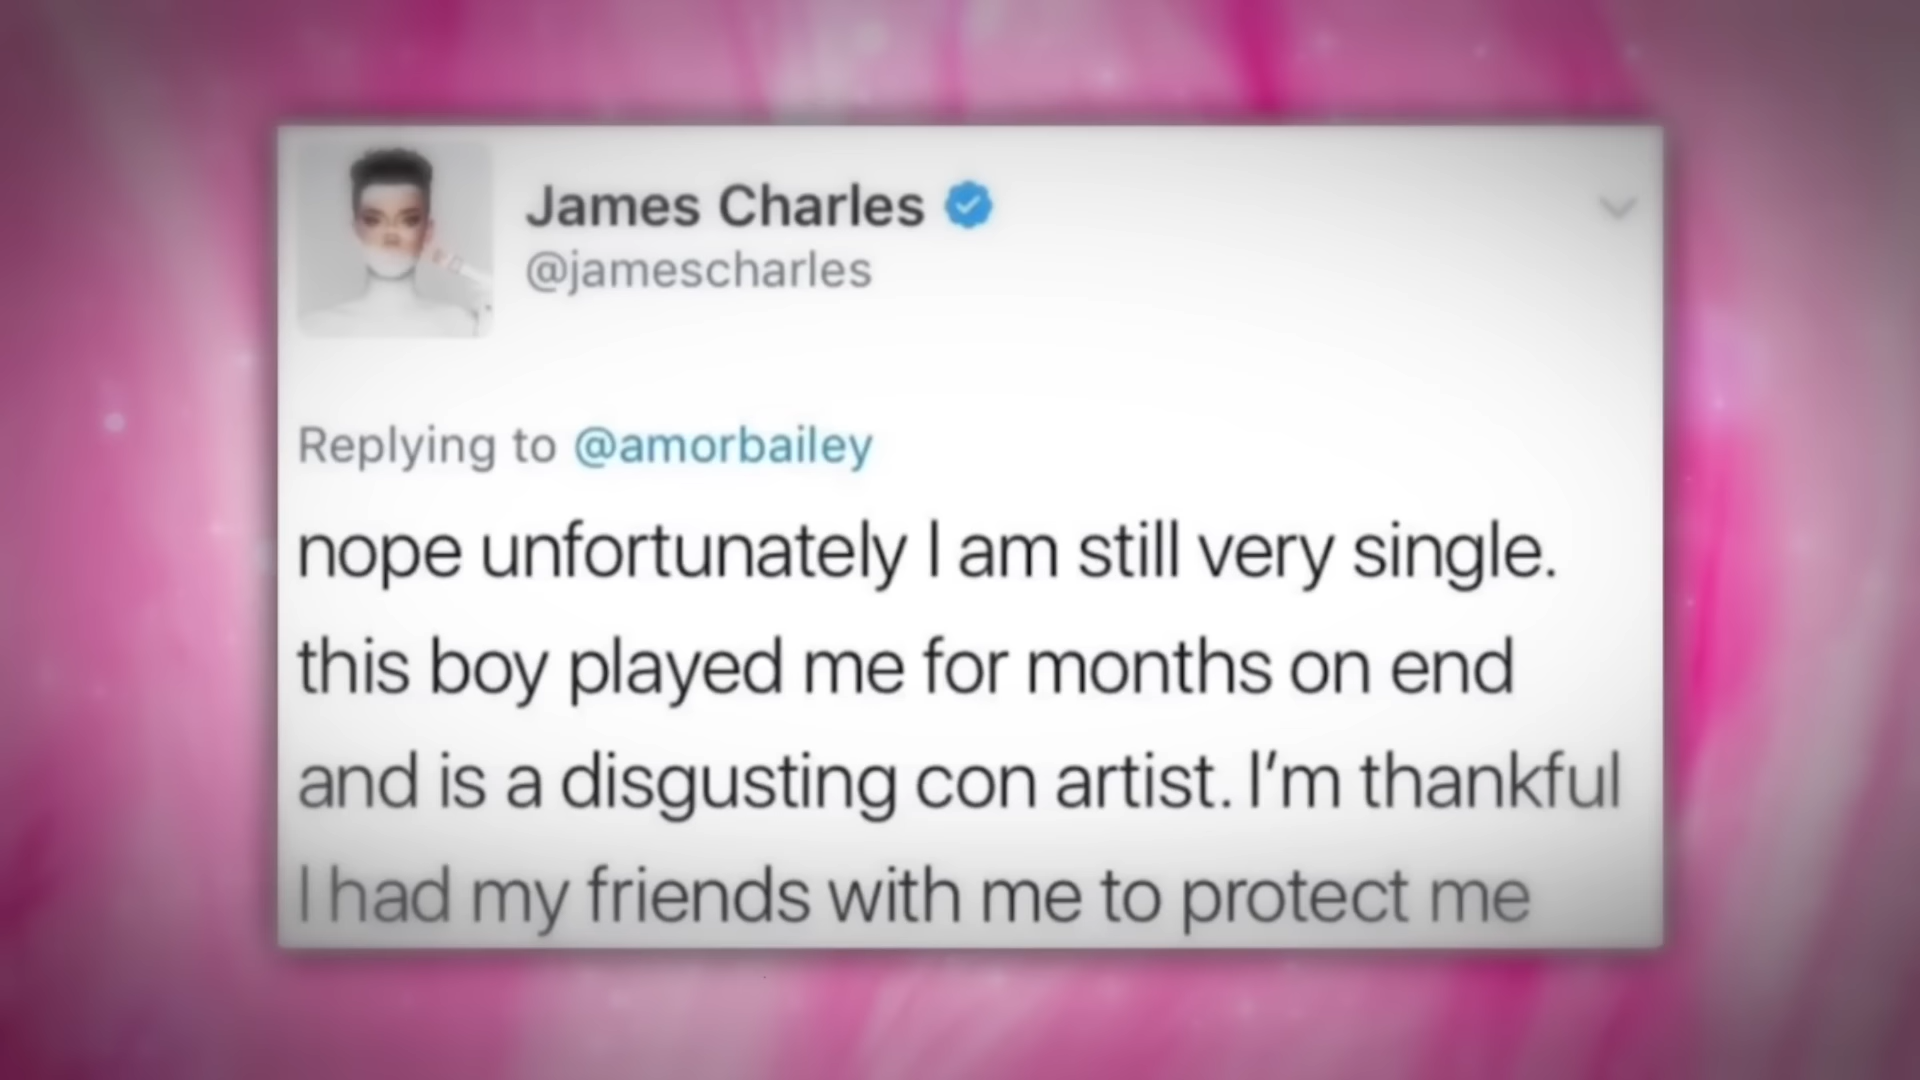 James Charles
@jamescharles
Replying to @amorbailey
nope unfortunately I am still very single.
this boy played me for months on end
and is a disgusting con artist. I'm thankful
I had my friends with me to protect me